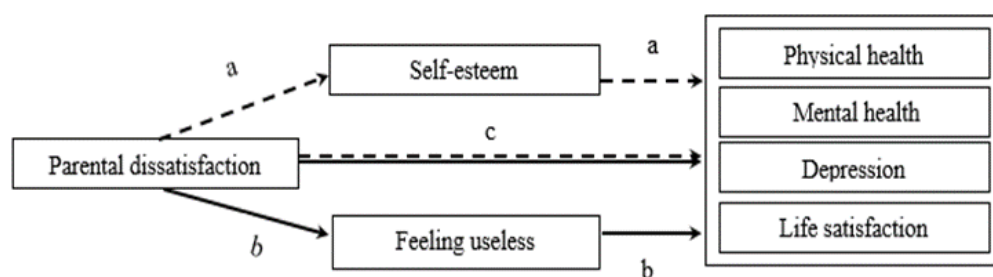 a
Self-esteem
a
Physical health
Mental health
c
Parental dissatisfaction
Depression
b
Feeling useless
b
Life satisfaction